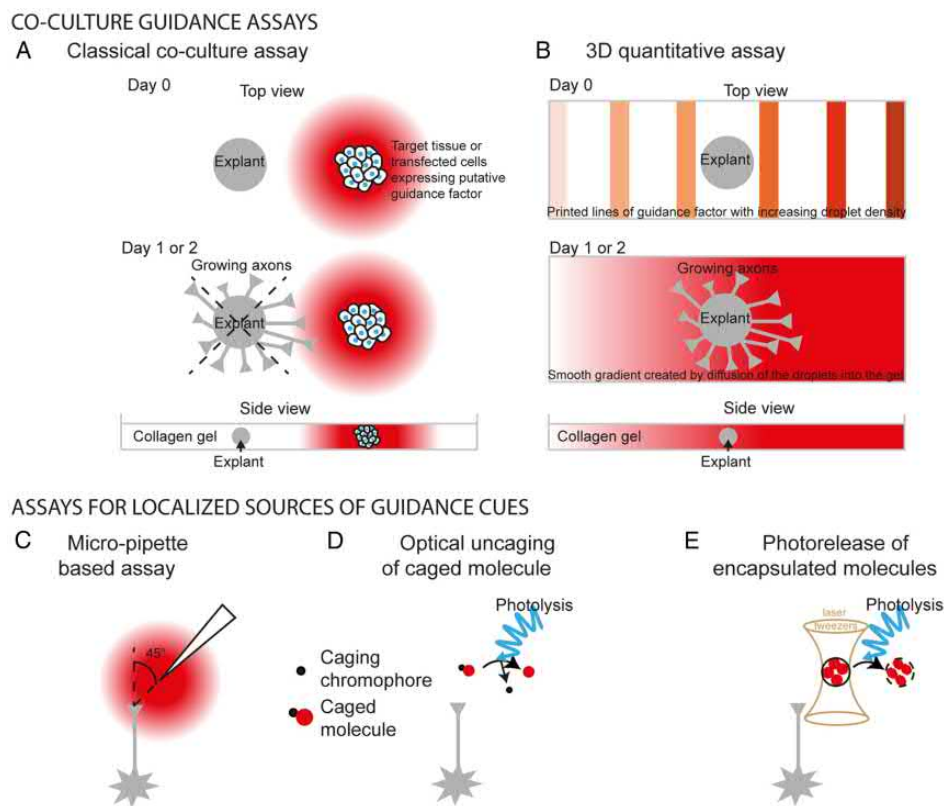 CO-CULTURE GUIDANCE ASSAYS
A Classical co-culture assay
Day 0
Top view
Explant
Target tissue or
transfected cells
expressing putative
guidance factor
Day 1 or 2
Growing axons
Explant
Side view
Collagen gel
Explant
B 3D quantitative assay
Day 0
Top view
Explant
Printed lines of guidance factor with increasing droplet density
Day 1 or 2
Growing axons
Explant
Smooth gradient created by diffusion of the droplets into the gel
Side view
Collagen gel
Explant
ASSAYS FOR LOCALIZED SOURCES OF GUIDANCE CUES
C Micro-pipette
based assay
45°
D Optical uncaging
of caged molecule
Photolysis
Caging
chromophore
Caged
molecule
E Photorelease of
encapsulated molecules
laser
tweezers
Photolysis